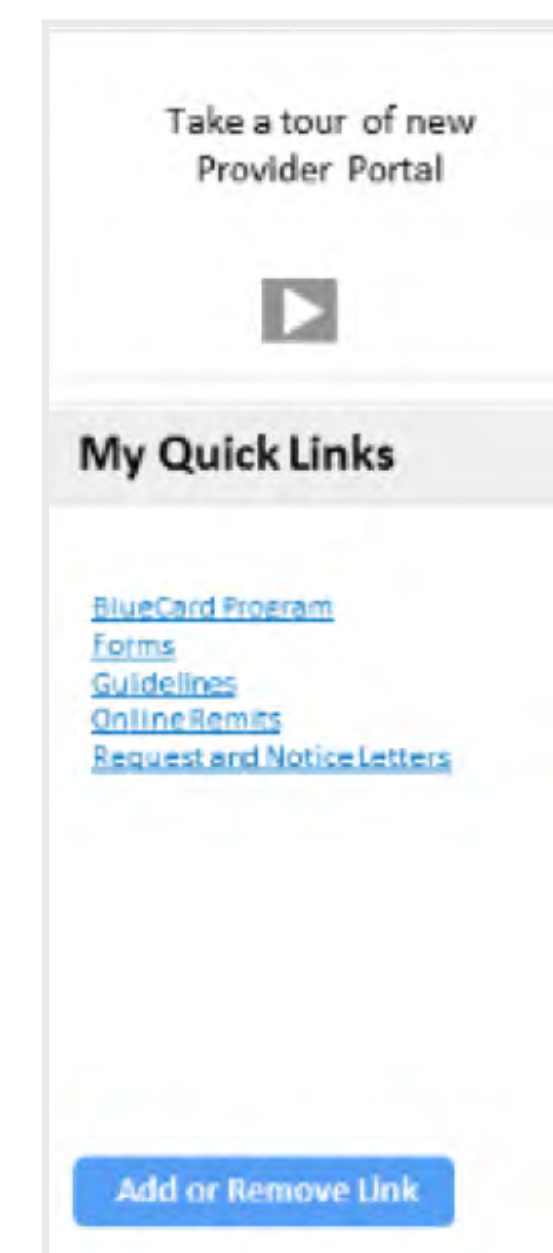 Take a tour of new
Provider Portal
My Quick Links
BlueCard Program
Forms
Guidelines
Online Remits
Request and Notice Letters
Add or Remove Link